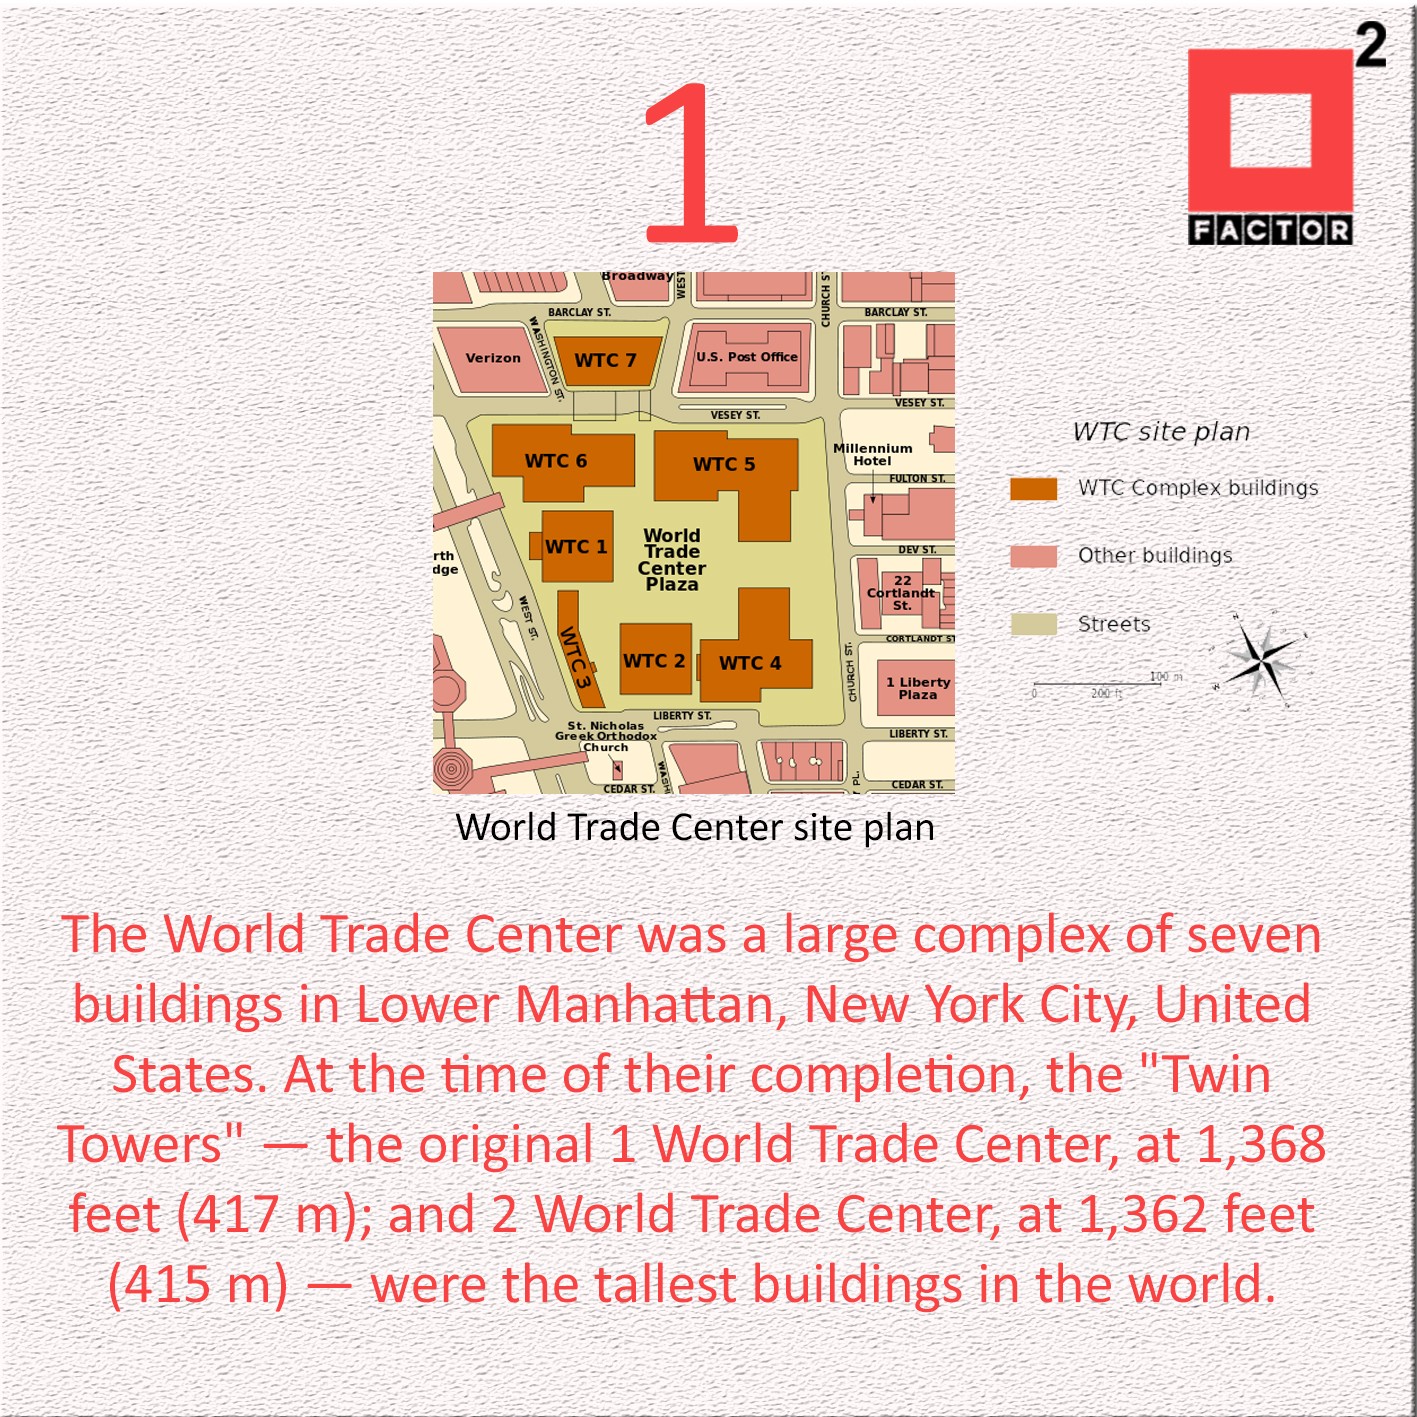 2
1
FACTOR
Broadway
WEST
CHURCH ST
BARCLAY ST.
BARCLAY ST.
WASHINGTON ST.
Verizon
WTC 7
U.S. Post Office
VESEY ST.
VESEY ST.
WTC 6
WTC 5
Millennium
Hotel
FULTON ST.
WTC 1
World
Trade
Center
Plaza
DEV ST.
rth
dge
22
Cortlandt
St.
WEST ST.
CORTLANDT ST
WTC 3
WTC 2
WTC 4
CHURCH ST.
1 Liberty
Plaza
LIBERTY ST.
St. Nicholas
Greek Orthodox
Church
LIBERTY ST.
WASH
PL.
CEDAR ST.
CEDAR ST.
WTC site plan
WTC Complex buildings
Other buildings
Streets
100 m
0
200 ft
World Trade Center site plan
The World Trade Center was a large complex of seven
buildings in Lower Manhattan, New York City, United
States. At the time of their completion, the "Twin
Towers" — the original 1 World Trade Center, at 1,368
feet (417 m); and 2 World Trade Center, at 1,362 feet
(415 m) — were the tallest buildings in the world.